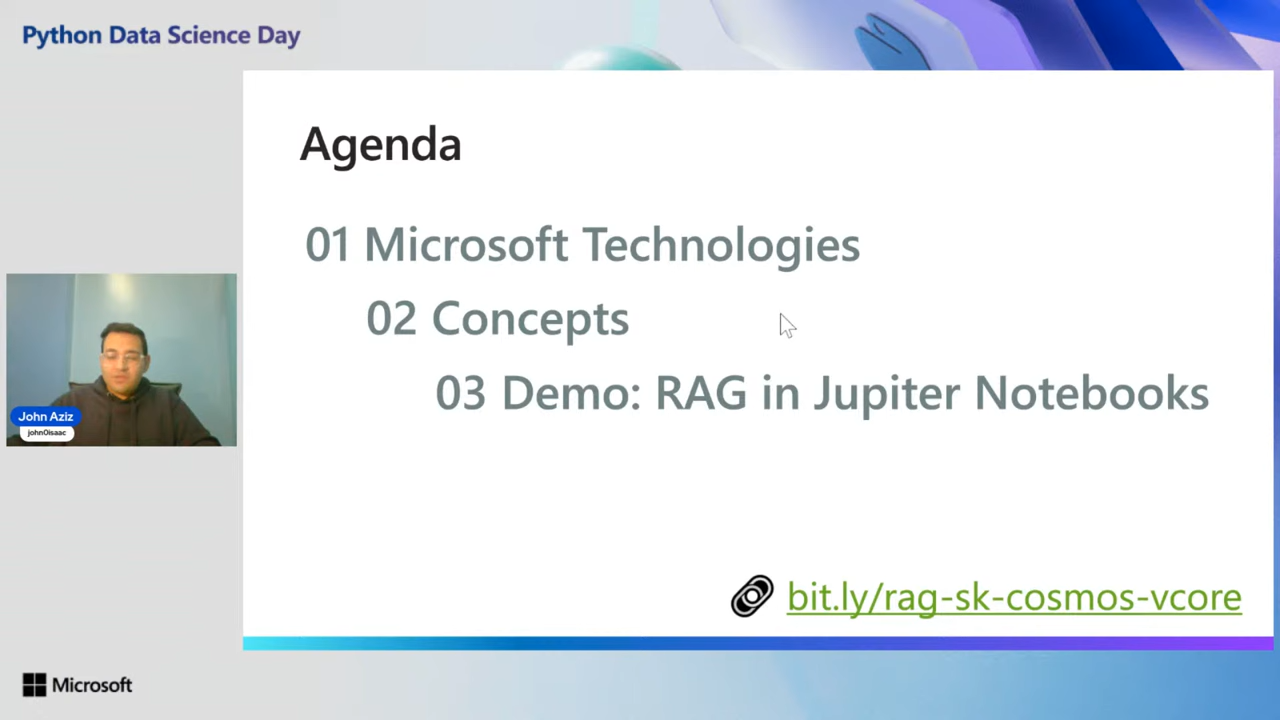 Python Data Science Day
Agenda
01 Microsoft Technologies
02 Concepts
03 Demo: RAG in Jupiter Notebooks
John Aziz
john0isaac
bit.ly/rag-sk-cosmos-vcore
Microsoft